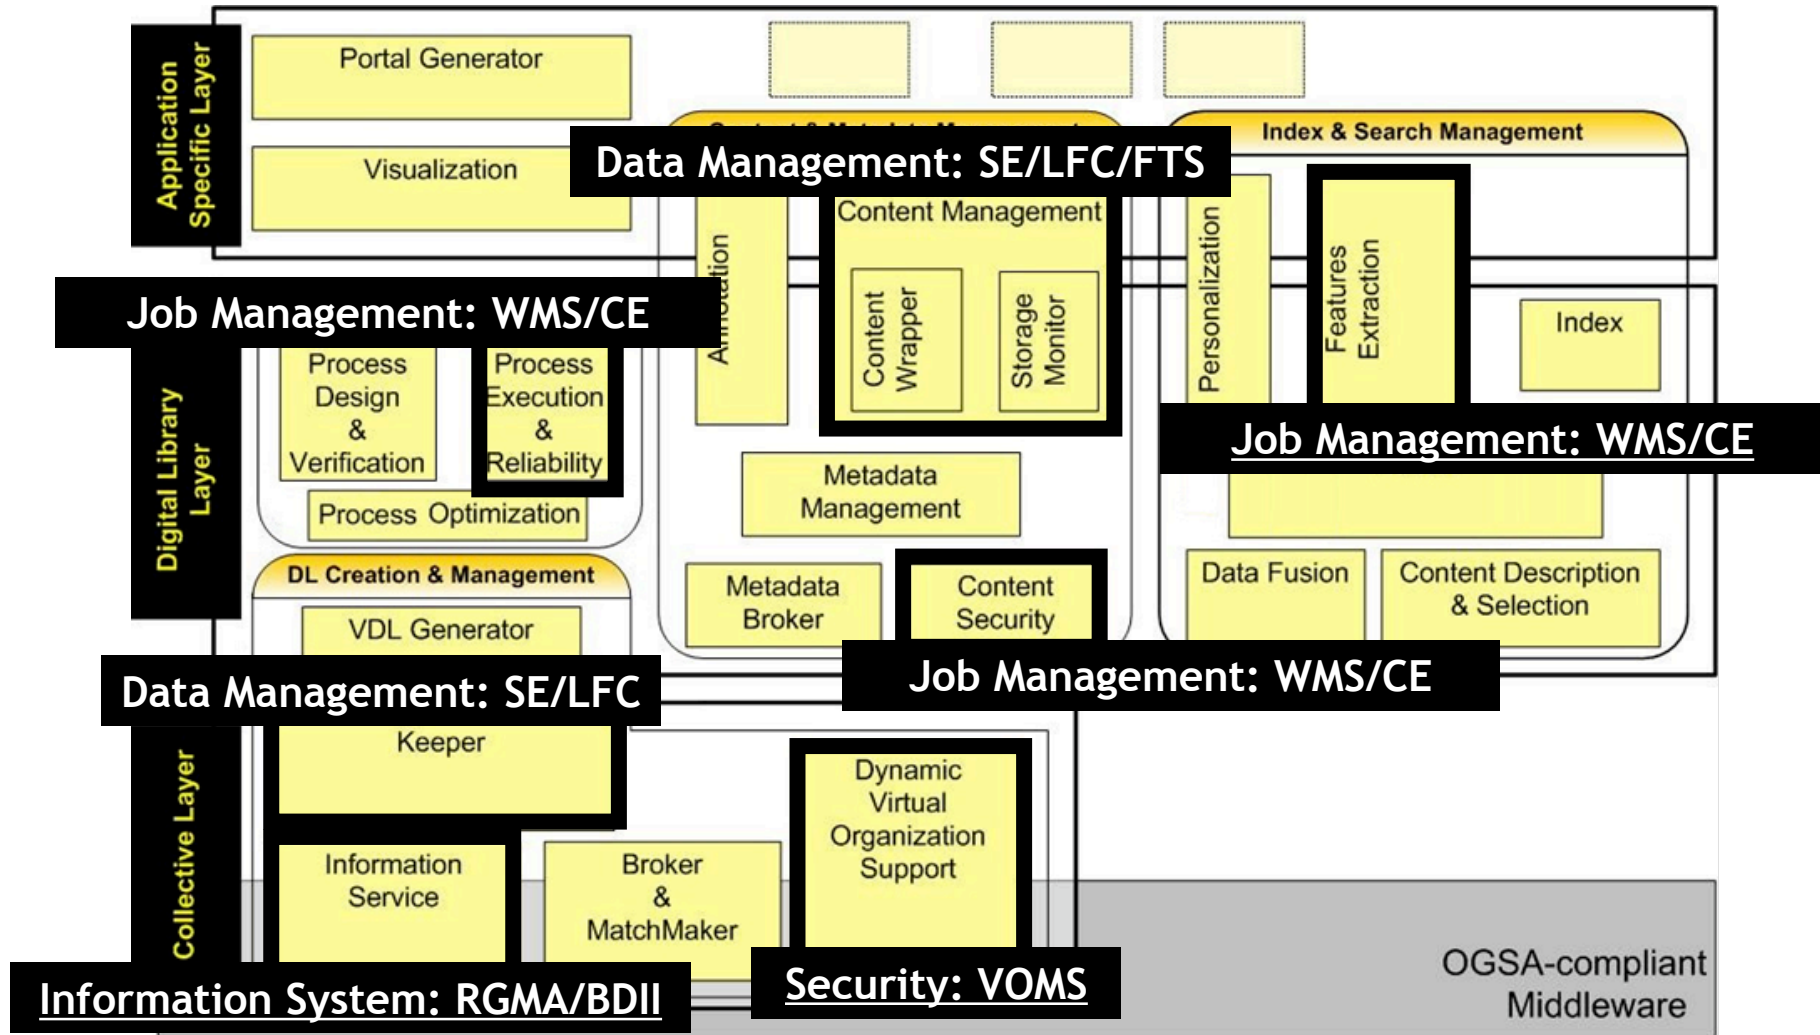 Application
Specific Layer
Portal Generator
Visualization
Data Management: SE/LFC/FTS
Index & Search Management
Annotation
Content Management
Content
Wrapper
Storage
Monitor
Personalization
Features
Extraction
Index
Job Management: WMS/CE
Digital Library
Layer
Process
Design
&
Verification
Process
Execution
&
Reliability
Process Optimization
Job Management: WMS/CE
Metadata
Management
Metadata
Broker
Content
Security
Data Fusion
Content Description
& Selection
DL Creation & Management
VDL Generator
Data Management: SE/LFC
Job Management: WMS/CE
Collective Layer
Keeper
Information
Service
Broker
&
MatchMaker
Dynamic
Virtual
Organization
Support
OGSA-compliant
Middleware
Information System: RGMA/BDII
Security: VOMS